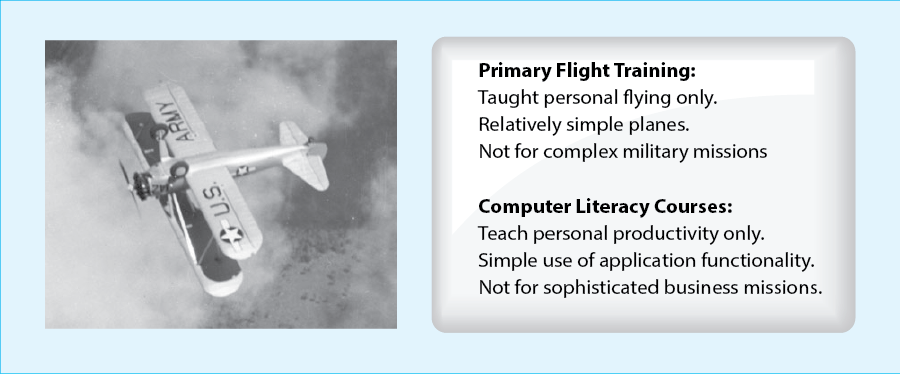 ARMY
U.S.
Primary Flight Training:
Taught personal flying only.
Relatively simple planes.
Not for complex military missions
Computer Literacy Courses:
Teach personal productivity only.
Simple use of application functionality.
Not for sophisticated business missions.